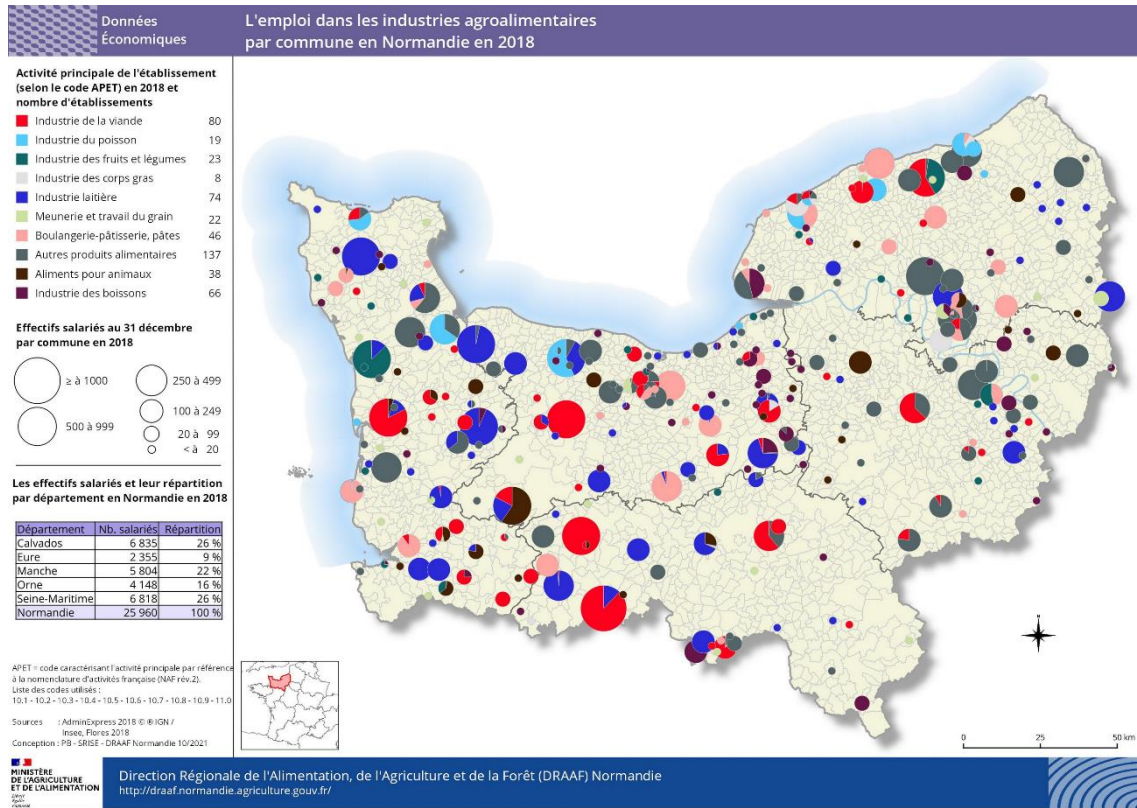 Données
Économiques
L'emploi dans les industries agroalimentaires
par commune en Normandie en 2018
Activité principale de l'établissement
(selon le code APET) en 2018 et
nombre d'établissements
Industrie de la viande 80
Industrie du poisson 19
Industrie des fruits et légumes 23
Industrie des corps gras 8
Industrie laitière 74
Meunerie et travail du grain 22
Boulangerie-pâtisserie, pâtes 46
Autres produits alimentaires 137
Aliments pour animaux 38
Industrie des boissons 66
Effectifs salariés au 31 décembre
par commune en 2018
≥ à 1000 250 à 499
100 à 249
500 à 999 20 à 99
< à 20
Les effectifs salariés et leur répartition
par département en Normandie en 2018
Département Nb. salariés Répartition
Calvados 6 835 26 %
Eure 2 355 9 %
Manche 5 804 22 %
Orne 4 148 16 %
Seine-Maritime 6 818 26 %
Normandie 25 960 100 %
APET = code caractérisant l'activité principale par référence
à la nomenclature d'activités française (NAF rév.2).
Liste des codes utilisés :
10.1 - 10.2 - 10.3 - 10.4 - 10.5 - 10.6 - 10.7 - 10.8 - 10.9 - 11.0
Sources : AdminExpress 2018 © ® IGN /
Insee, Flores 2018
Conception : PB - SRISE - DRAAF Normandie 10/2021
0 25 50 km
MINISTÈRE
DE L'AGRICULTURE
ET DE L'ALIMENTATION
Direction Régionale de l'Alimentation, de l'Agriculture et de la Forêt (DRAAF) Normandie
http://draaf.normandie.agriculture.gouv.fr/